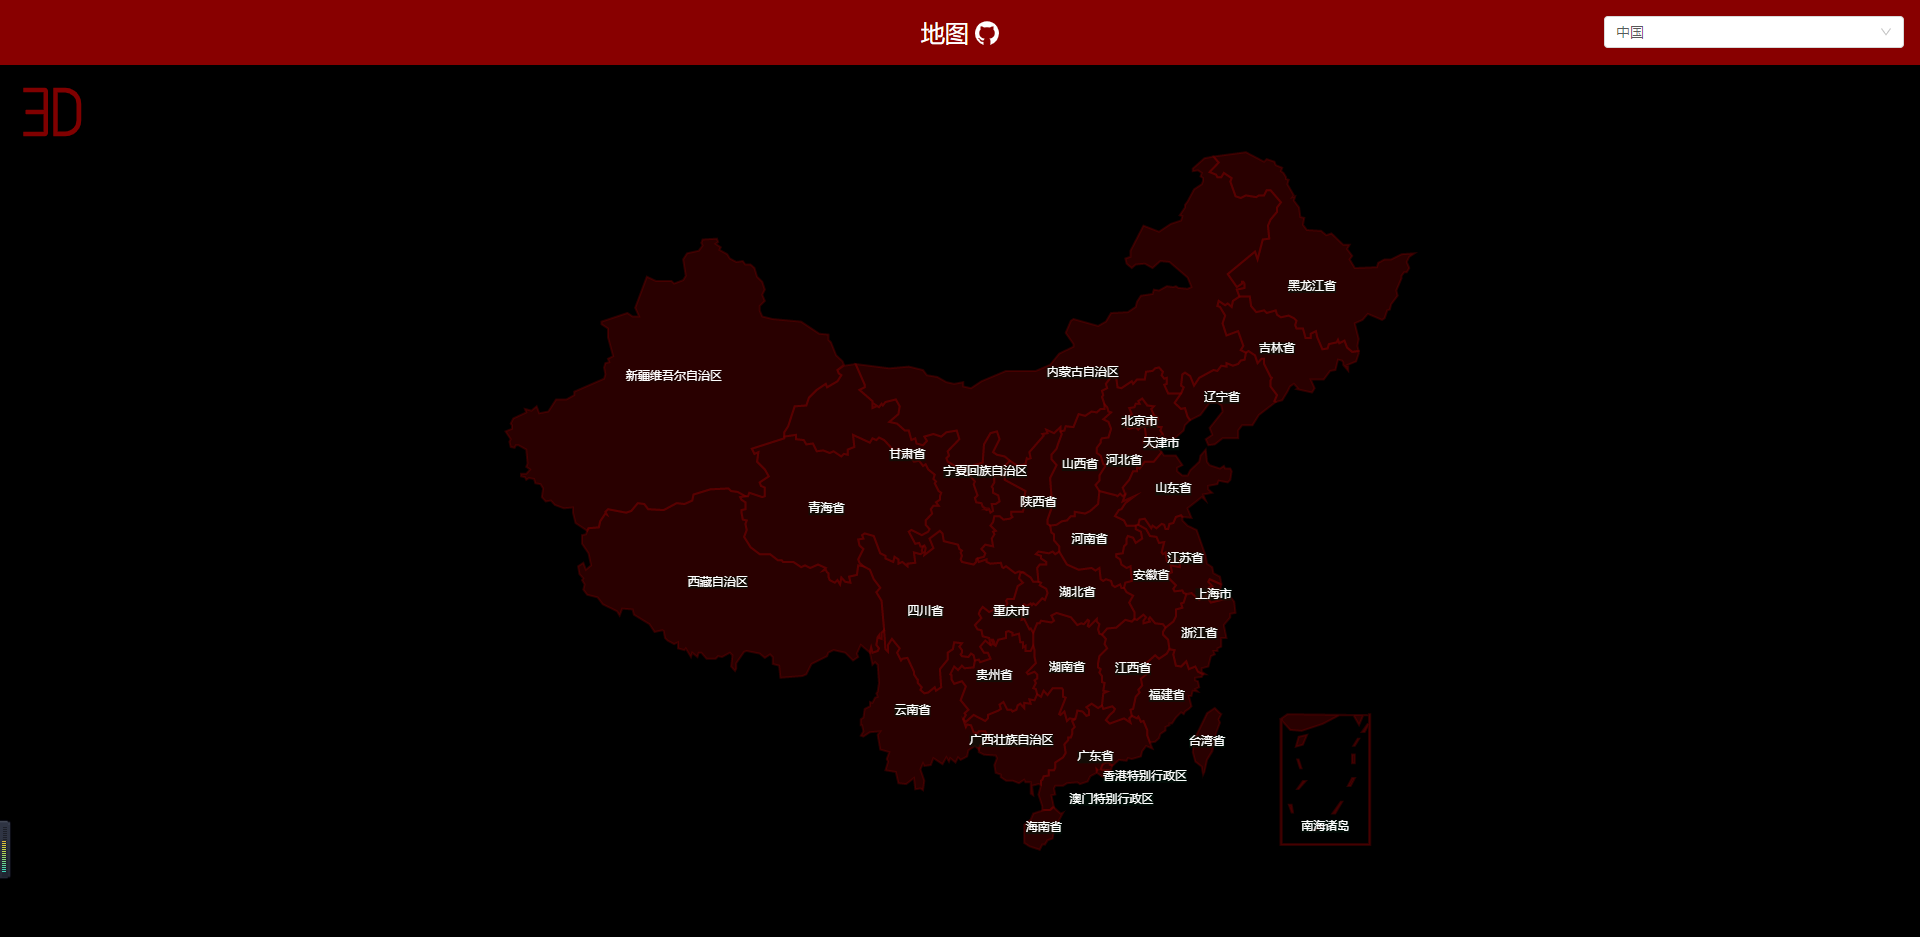 地图
中国
3D
黑龙江省
吉林省
新疆维吾尔自治区
内蒙古自治区
辽宁省
北京市
天津市
甘肃省
河北省
山西省
宁夏回族自治区
山东省
陕西省
青海省
河南省
江苏省
安徽省
西藏自治区
湖北省
上海市
四川省
重庆市
浙江省
湖南省
江西省
贵州省
福建省
云南省
广西壮族自治区
台湾省
广东省
香港特别行政区
澳门特别行政区
南海诸岛
海南省